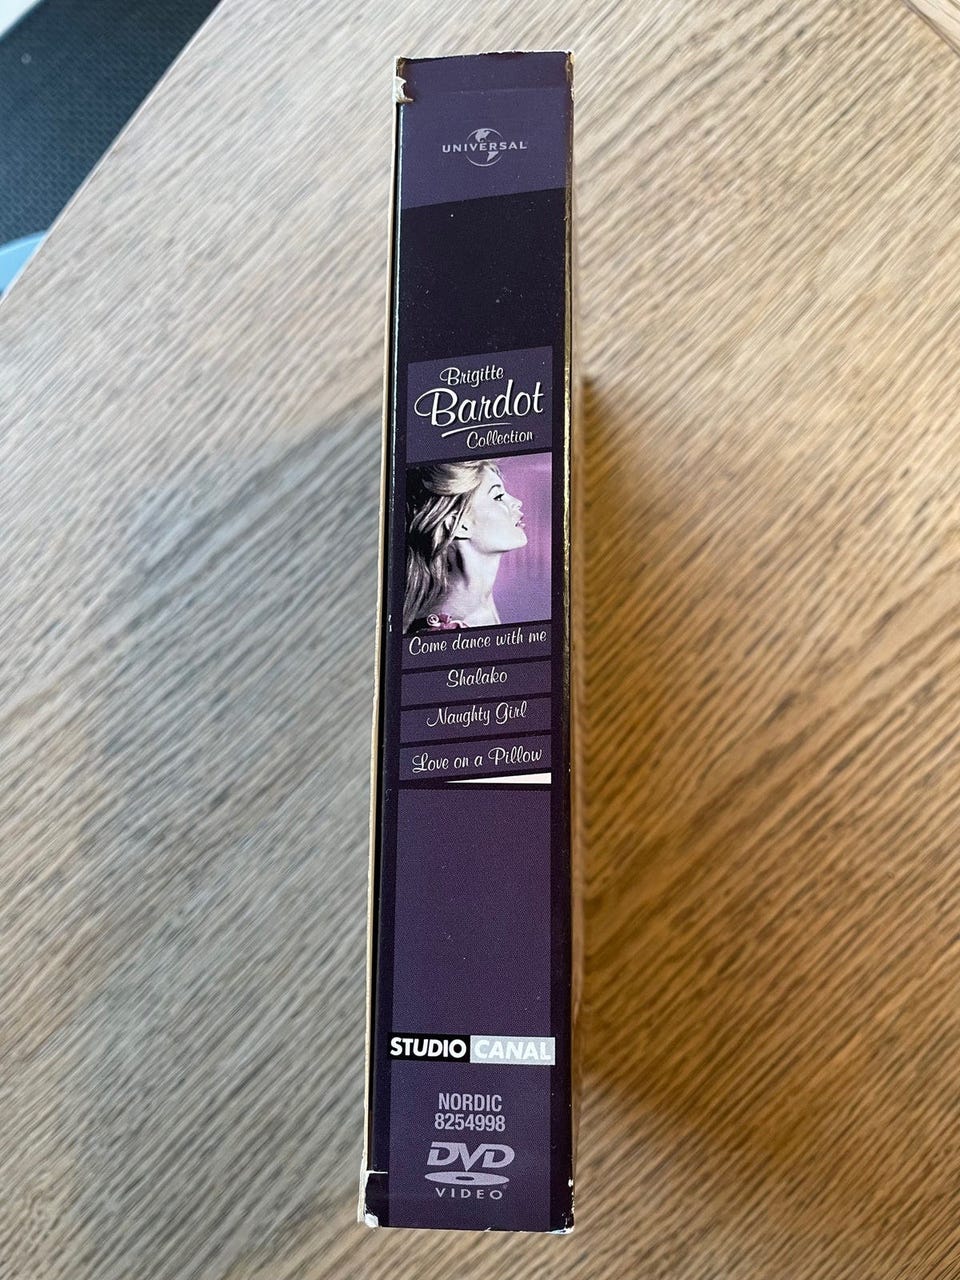 UNIVERSAL
Brigitte
Bardot
Collection
Come dance with me
Shalako
Naughty Girl
Love on a Pillow
STUDIO CANAL
NORDIC
8254998
DVD
VIDEO